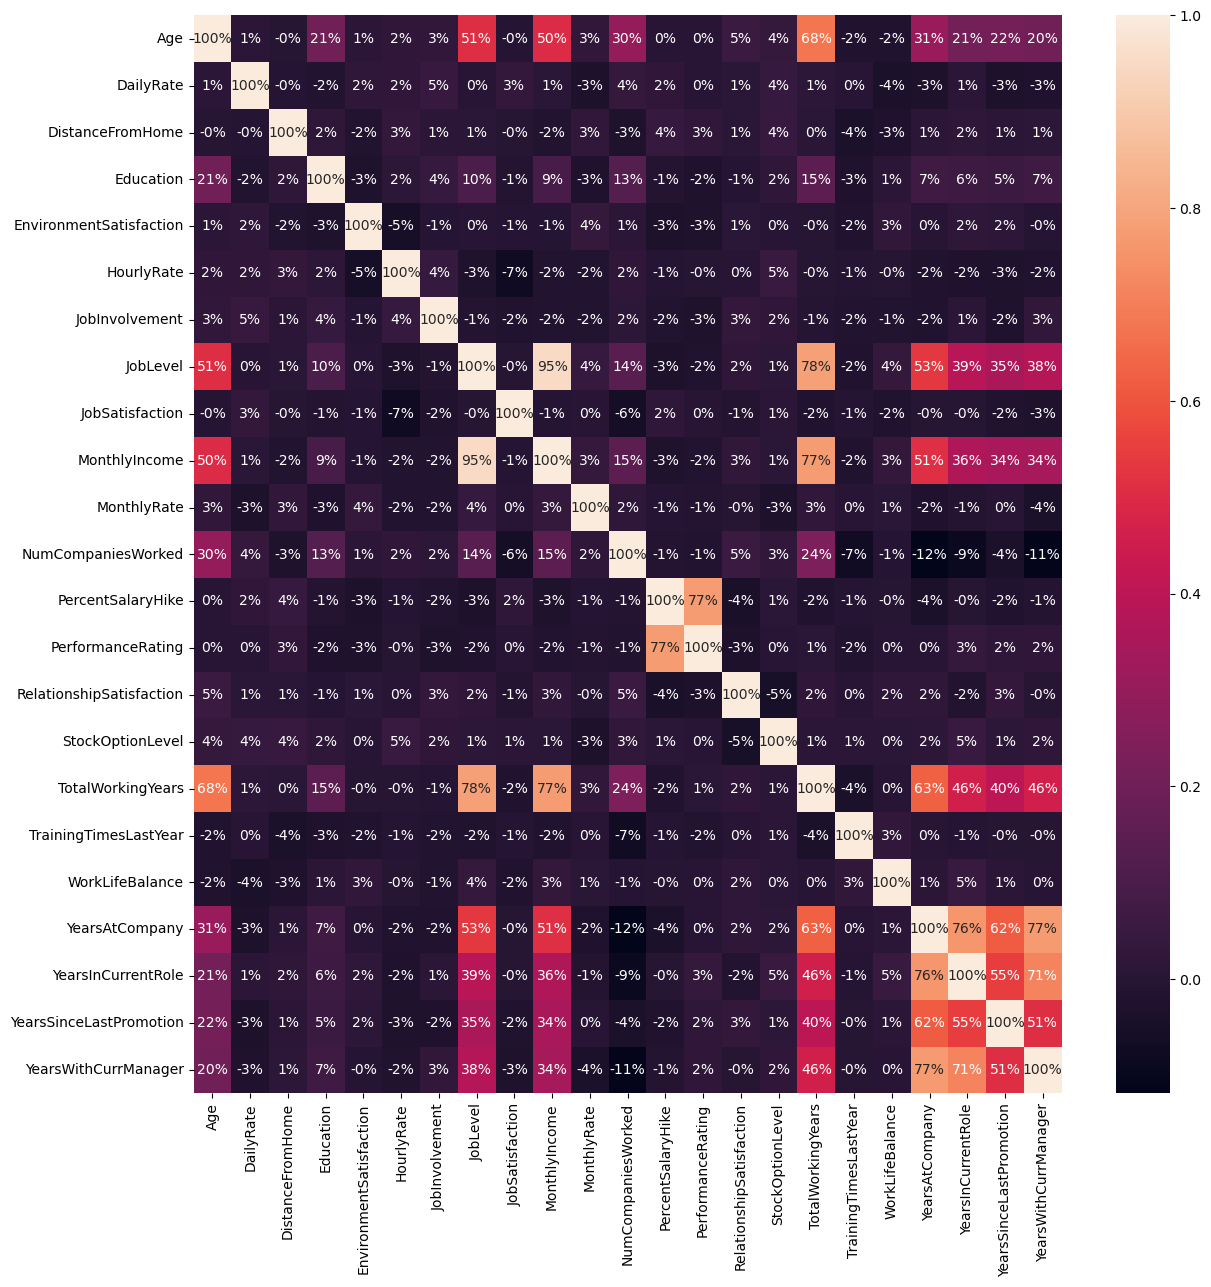 Age 100% 1% -0% 21% 1% 2% 3% 51% -0% 50% 3% 30% 0% 0% 5% 4% 68% -2% -2% 31% 21% 22% 20%
DailyRate 1% 100% -0% -2% 2% 2% 5% 0% 3% 1% -3% 4% 2% 0% 1% 4% 1% 0% -4% -3% 1% -3% -3%
DistanceFromHome -0% -0% 100% 2% -2% 3% 1% 1% -0% -2% 3% -3% 4% 3% 1% 4% 0% -4% -3% 1% 2% 1% 1%
Education 21% -2% 2% 100% -3% 2% 4% 10% -1% 9% -3% 13% -1% -2% -1% 2% 15% -3% 1% 7% 6% 5% 7%
EnvironmentSatisfaction 1% 2% -2% -3% 100% -5% -1% 0% -1% -1% 4% 1% -3% -3% 1% 0% -0% -2% 3% 0% 2% 2% -0%
HourlyRate 2% 2% 3% 2% -5% 100% 4% -3% -7% -2% -2% 2% -1% -0% 0% 5% -0% -1% -0% -2% -2% -3% -2%
JobInvolvement 3% 5% 1% 4% -1% 4% 100% -1% -2% -2% -2% 2% -2% -3% 3% 2% -1% -2% -1% -2% 1% -2% 3%
JobLevel 51% 0% 1% 10% 0% -3% -1% 100% -0% 95% 4% 14% -3% -2% 2% 1% 78% -2% 4% 53% 39% 35% 38%
JobSatisfaction -0% 3% -0% -1% -1% -7% -2% -0% 100% -1% 0% -6% 2% 0% -1% 1% -2% -1% -2% -0% -0% -2% -3%
MonthlyIncome 50% 1% -2% 9% -1% -2% -2% 95% -1% 100% 3% 15% -3% -2% 3% 1% 77% -2% 3% 51% 36% 34% 34%
MonthlyRate 3% -3% 3% -3% 4% -2% -2% 4% 0% 3% 100% 2% -1% -1% -0% -3% 3% 0% 1% -2% -1% 0% -4%
NumCompaniesWorked 30% 4% -3% 13% 1% 2% 2% 14% -6% 15% 2% 100% -1% -1% 5% 3% 24% -7% -1% -12% -9% -4% -11%
PercentSalaryHike 0% 2% 4% -1% -3% -1% -2% -3% 2% -3% -1% -1% 100% 77% -4% 1% -2% -1% -0% -4% -0% -2% -1%
PerformanceRating 0% 0% 3% -2% -3% -0% -3% -2% 0% -2% -1% -1% 77% 100% -3% 0% 1% -2% 0% 0% 3% 2% 2%
RelationshipSatisfaction 5% 1% 1% -1% 1% 0% 3% 2% -1% 3% -0% 5% -4% -3% 100% -5% 2% 0% 2% 2% -2% 3% -0%
StockOptionLevel 4% 4% 4% 2% 0% 5% 2% 1% 1% 1% -3% 3% 1% 0% -5% 100% 1% 1% 0% 2% 5% 1% 2%
TotalWorkingYears 68% 1% 0% 15% -0% -0% -1% 78% -2% 77% 3% 24% -2% 1% 2% 1% 100% -4% 0% 63% 46% 40% 46%
TrainingTimesLastYear -2% 0% -4% -3% -2% -1% -2% -2% -1% -2% 0% -7% -1% -2% 0% 1% -4% 100% 3% 0% -1% -0% -0%
WorkLifeBalance -2% -4% -3% 1% 3% -0% -1% 4% -2% 3% 1% -1% -0% 0% 2% 0% 0% 3% 100% 1% 5% 1% 0%
YearsAtCompany 31% -3% 1% 7% 0% -2% -2% 53% -0% 51% -2% -12% -4% 0% 2% 2% 63% 0% 1% 100% 76% 62% 77%
YearsInCurrentRole 21% 1% 2% 6% 2% -2% 1% 39% -0% 36% -1% -9% -0% 3% -2% 5% 46% -1% 5% 76% 100% 55% 71%
YearsSinceLastPromotion 22% -3% 1% 5% 2% -3% -2% 35% -2% 34% 0% -4% -2% 2% 3% 1% 40% -0% 1% 62% 55% 100% 51%
YearsWithCurrManager 20% -3% 1% 7% -0% -2% 3% 38% -3% 34% -4% -11% -1% 2% -0% 2% 46% -0% 0% 77% 71% 51% 100%
Age
DailyRate
DistanceFromHome
Education
EnvironmentSatisfaction
HourlyRate
JobInvolvement
JobLevel
JobSatisfaction
MonthlyIncome
MonthlyRate
NumCompaniesWorked
PercentSalaryHike
PerformanceRating
RelationshipSatisfaction
StockOptionLevel
TotalWorkingYears
TrainingTimesLastYear
WorkLifeBalance
YearsAtCompany
YearsInCurrentRole
YearsSinceLastPromotion
YearsWithCurrManager
1.0
0.8
0.6
0.4
0.2
0.0